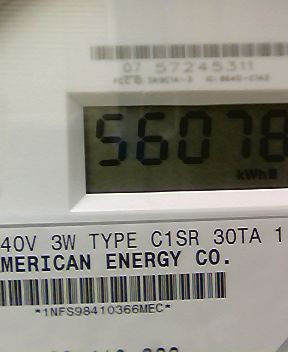 07 57245311
56078
kWh
40V 3W TYPE C1SR 30TA 1
MERICAN ENERGY CO.
*1NFS98410366MEC*